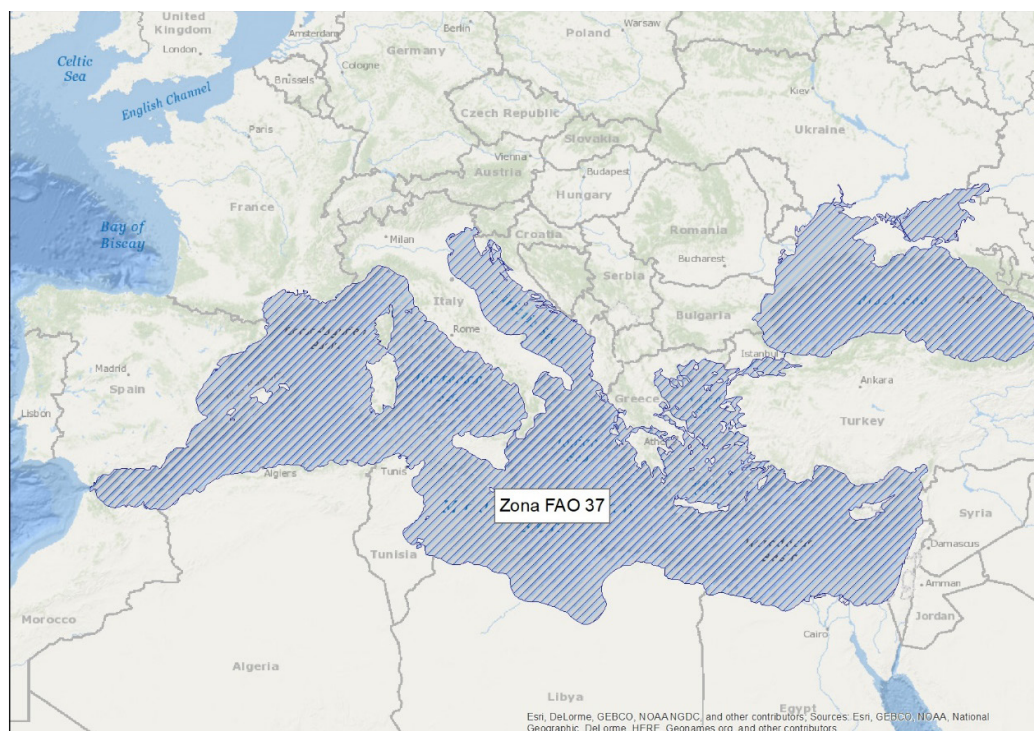 United
Kingdom
London
Celtic
Sea
English Channel
Amsterdam
Brussels
Cologne
Germany
Berlin
Poland
Warsaw
Kiev
Ukraine
Czech Republic
Slovakia
Vienna
Austria
Budapest
Hungary
Paris
France
Bay of
Biscay
Milan
Croatia
Italy
Rome
Serbia
Romania
Bucharest
Bulgaria
Istanbul
Ankara
Turkey
Greece
Madrid
Spain
Lisbon
Algiers
Tunis
Zona FAO 37
Tunisia
Syria
Damascus
Amman
Jordan
Cairo
Morocco
Algeria
Libya
Egypt
Esri, DeLorme, GEBCO, NOAA NGDC, and other contributors; Sources: Esri, GEBCO, NOAA, National
Geographic, DeLorme, HERE, Geonames.org, and other contributors